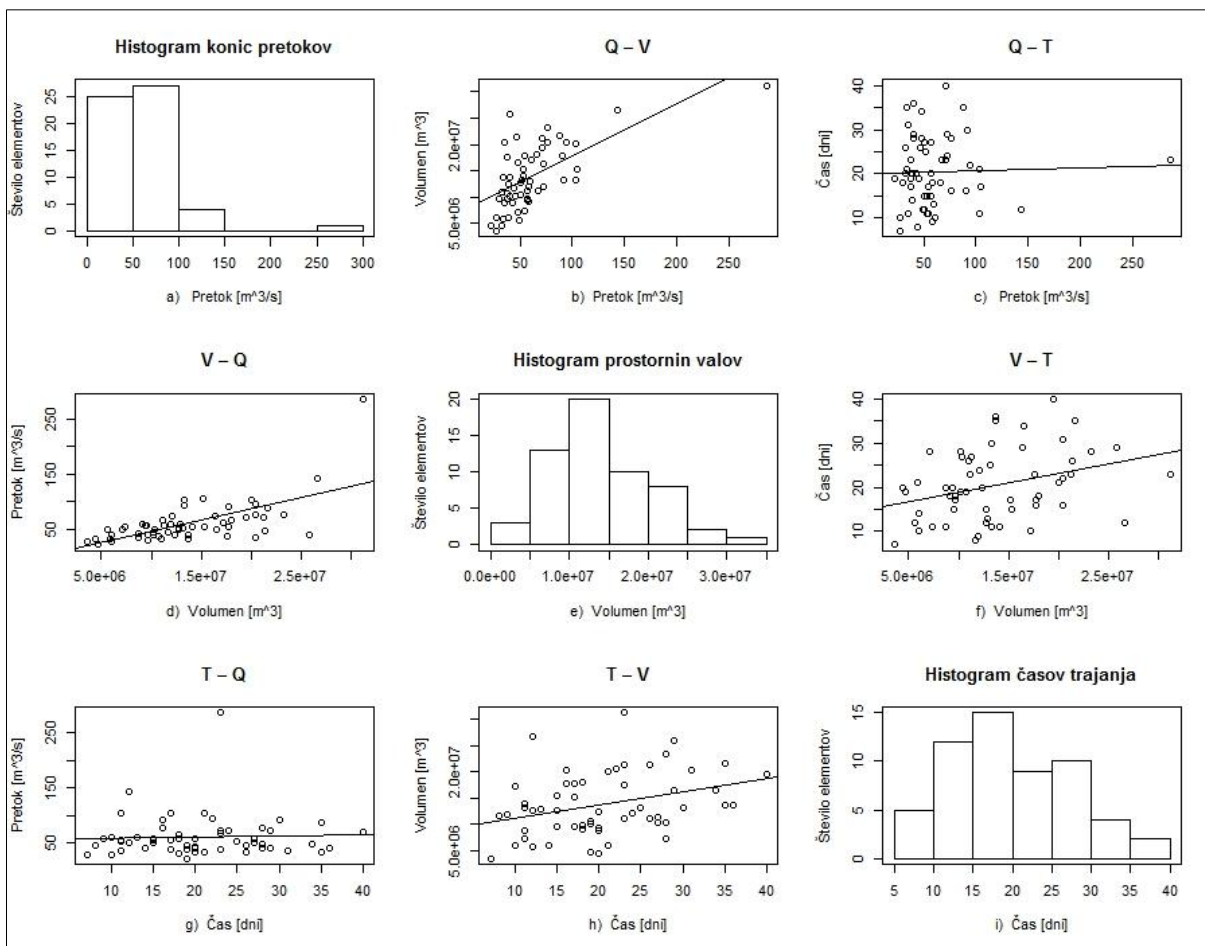 Histogram konic pretokov
Število elementov
0 5 10 15 20 25
0 50 100 150 200 250 300
a) Pretok [m^3/s]
Q – V
Volumen [m^3]
5.0e+06 2.0e+07
50 100 150 200 250
b) Pretok [m^3/s]
Q – T
Čas [dni]
10 20 30 40
50 100 150 200 250
c) Pretok [m^3/s]
V – Q
Pretok [m^3/s]
50 150 250
5.0e+06 1.5e+07 2.5e+07
d) Volumen [m^3]
Histogram prostornin valov
Število elementov
0 5 10 15 20
0.0e+00 1.0e+07 2.0e+07 3.0e+07
e) Volumen [m^3]
V – T
Čas [dni]
10 20 30 40
5.0e+06 1.5e+07 2.5e+07
f) Volumen [m^3]
T – Q
Pretok [m^3/s]
50 150 250
10 15 20 25 30 35 40
g) Čas [dni]
T – V
Volumen [m^3]
5.0e+06 2.0e+07
10 15 20 25 30 35 40
h) Čas [dni]
Histogram časov trajanja
Število elementov
0 5 10 15
5 10 15 20 25 30 35 40
i) Čas [dni]